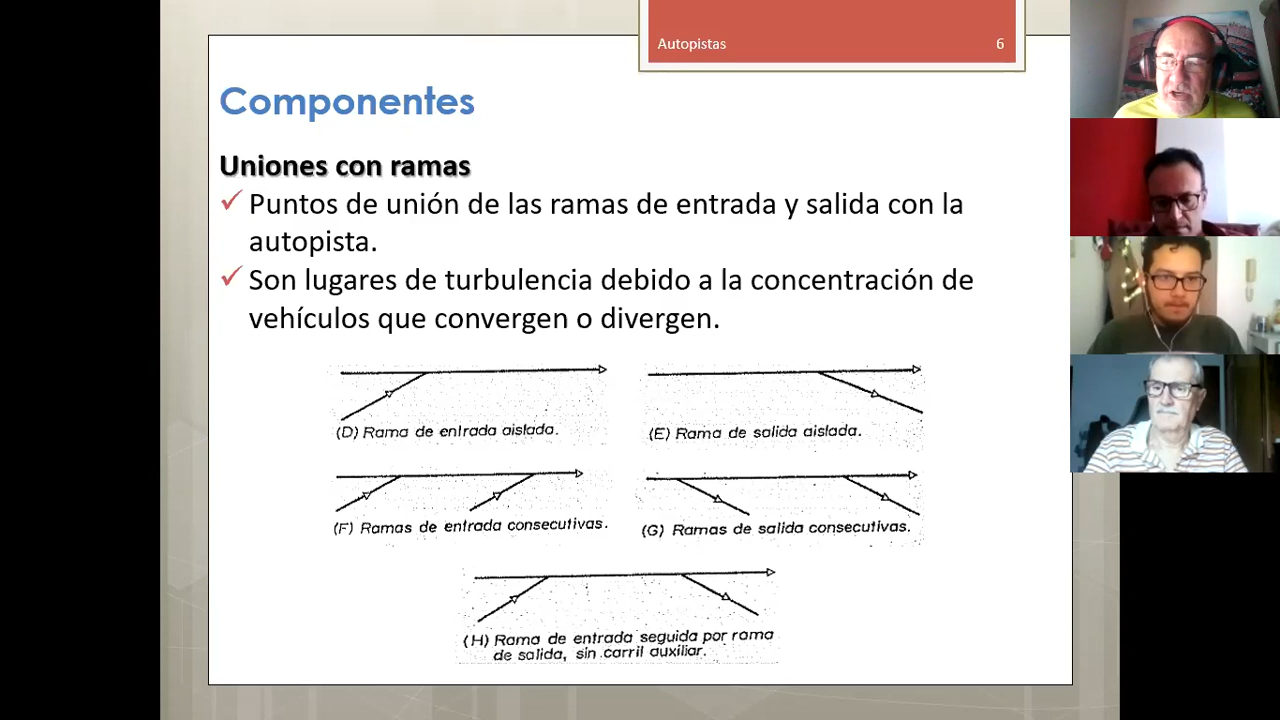 Autopistas 6
Componentes
Uniones con ramas
✓ Puntos de unión de las ramas de entrada y salida con la
autopista.
✓ Son lugares de turbulencia debido a la concentración de
vehículos que convergen o divergen.
(D) Rama de entrada aislada.
(E) Rama de salida aislada.
(F) Ramas de entrada consecutivas.
(G) Ramas de salida consecutivas.
(H) Rama de entrada seguida por rama
de salida, sin carril auxiliar.